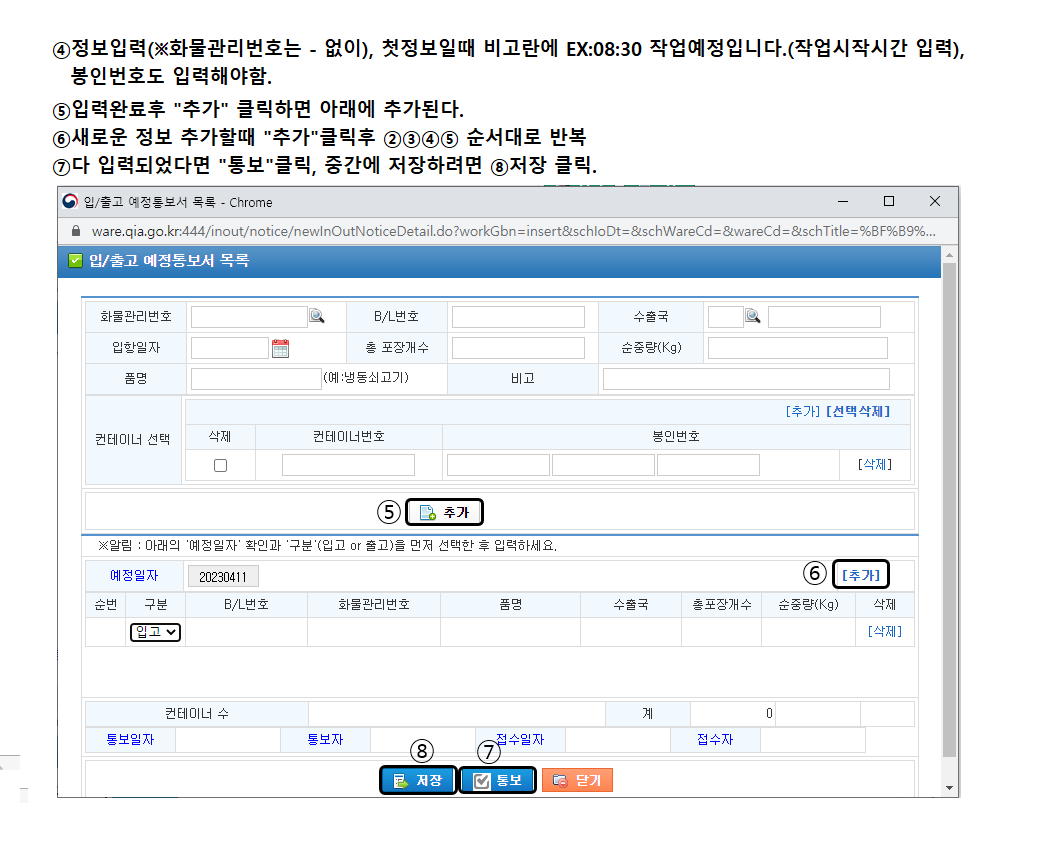 ④정보입력(※화물관리번호는 - 없이), 첫정보일때 비고란에 EX:08:30 작업예정입니다.(작업시작시간 입력),
봉인번호도 입력해야함.
⑤입력완료후 "추가" 클릭하면 아래에 추가된다.
⑥새로운 정보 추가할때 "추가"클릭후 ②③④⑤ 순서대로 반복
⑦다 입력되었다면 "통보"클릭, 중간에 저장하려면 ⑧저장 클릭.
입/출고 예정통보서 목록 - Chrome
ware.qia.go.kr:444/inout/notice/newInOutNoticeDetail.do?workGbn=insert&schIoDt=&schWareCd=&wareCd=&schTitle=%BF%B9%...
입/출고 예정통보서 목록
화물관리번호 B/L번호 수출국
입항일자 총 포장개수 순중량(Kg)
품명 (예:냉동쇠고기) 비고
[추가] [선택삭제]
컨테이너 선택 삭제 컨테이너번호 봉인번호
[삭제]
⑤ 추가
※알림 : 아래의 '예정일자' 확인과 '구분'(입고 or 출고)을 먼저 선택한 후 입력하세요.
예정일자 20230411 ⑥ [추가]
순번 구분 B/L번호 화물관리번호 품명 수출국 총포장개수 순중량(Kg) 삭제
입고 [삭제]
컨테이너 수 계 0
통보일자 통보자 접수일자 접수자
⑧ ⑦
저장 통보 닫기